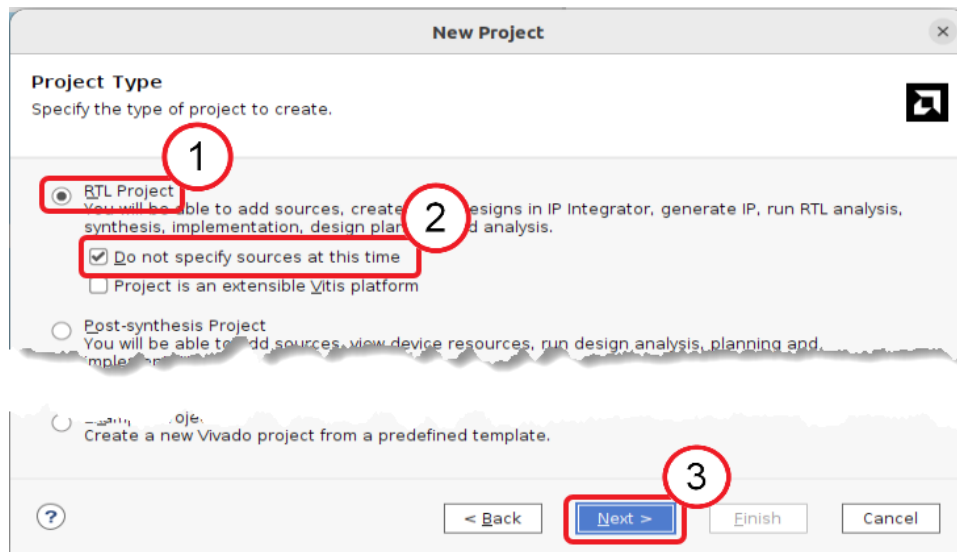 New Project
Project Type
Specify the type of project to create.
1
RTL Project
You will be able to add sources, create designs in IP Integrator, generate IP, run RTL analysis,
2
synthesis, implementation, design analysis.
Do not specify sources at this time
Project is an extensible Vitis platform
Post-synthesis Project
You will be able to add sources, view device resources, run design analysis, planning and
Create a new Vivado project from a predefined template.
3
?
< Back
Next >
Finish
Cancel